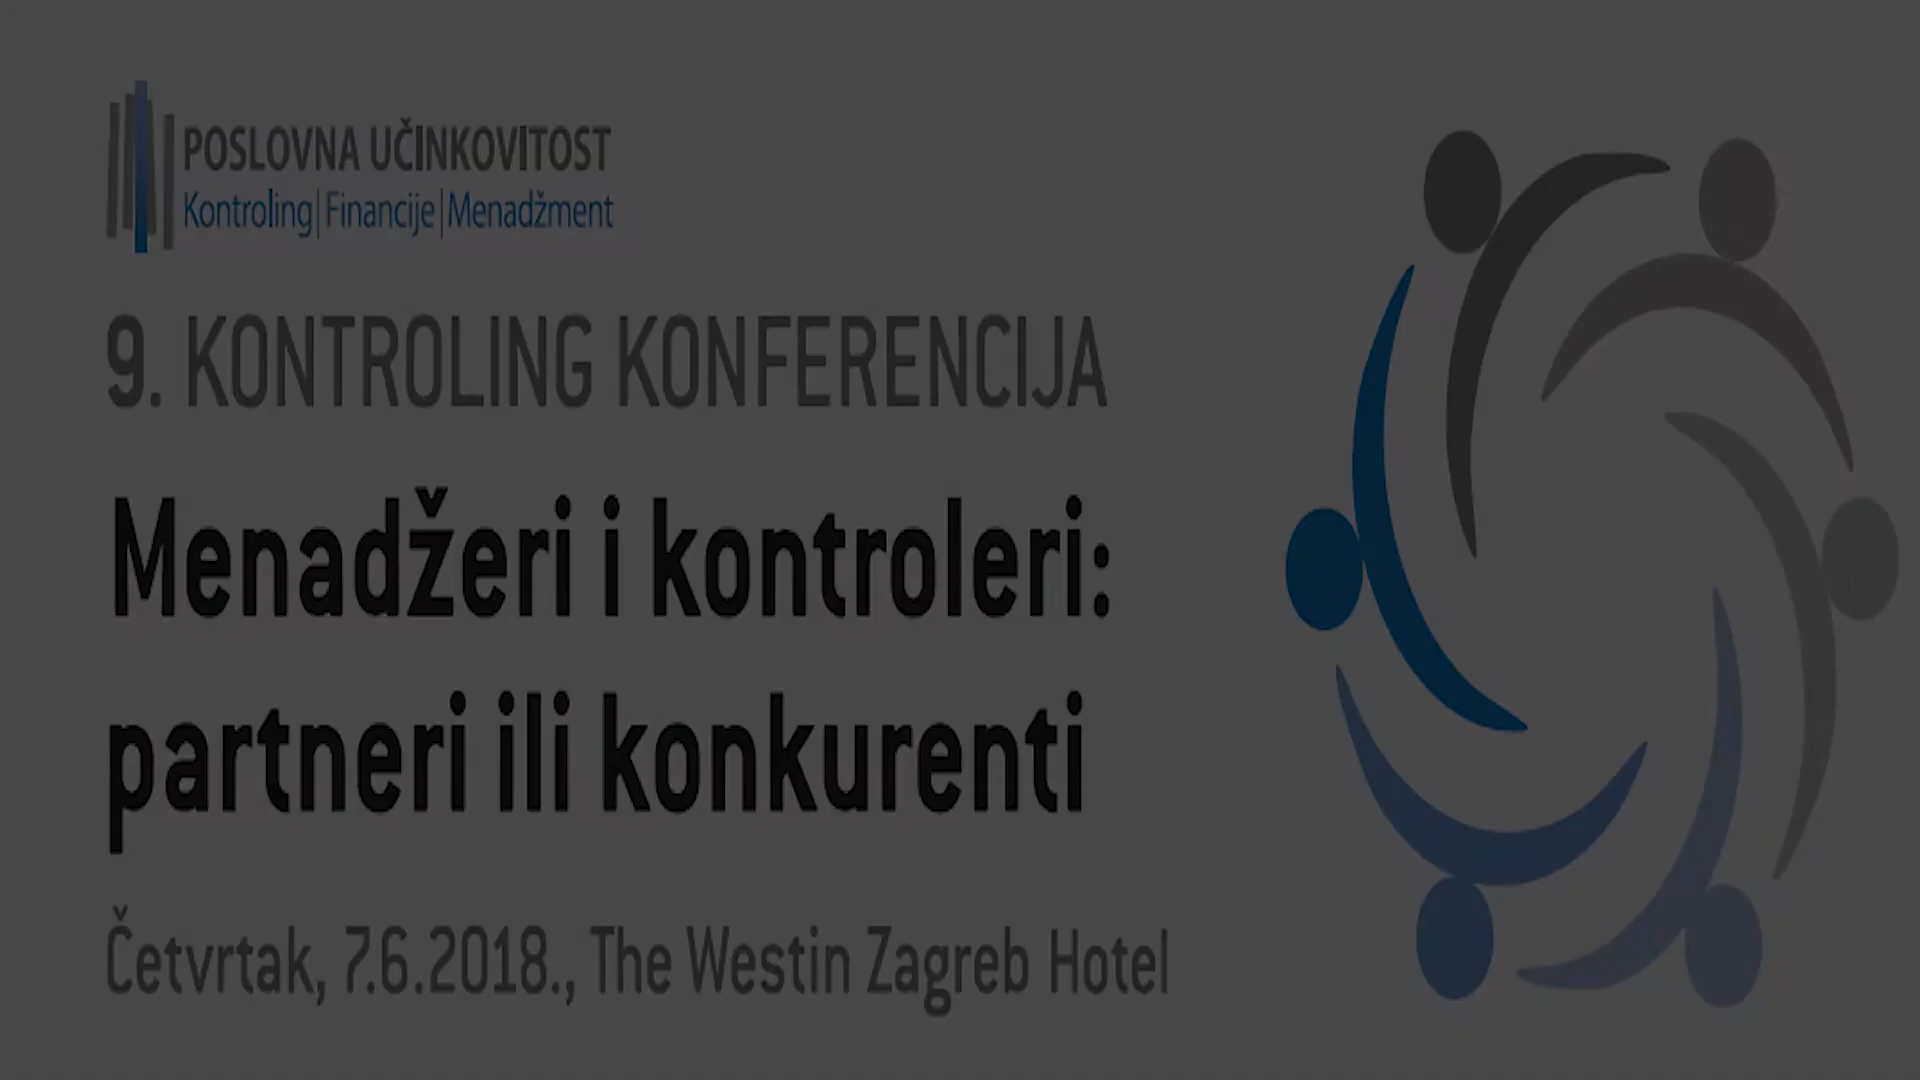 POSLOVNA UČINKOVITOST
Kontroling|Financije|Menadžment
9. KONTROLING KONFERENCIJA
Menadžeri i kontroleri:
partneri ili konkurenti
Četvrtak, 7.6.2018., The Westin Zagreb Hotel